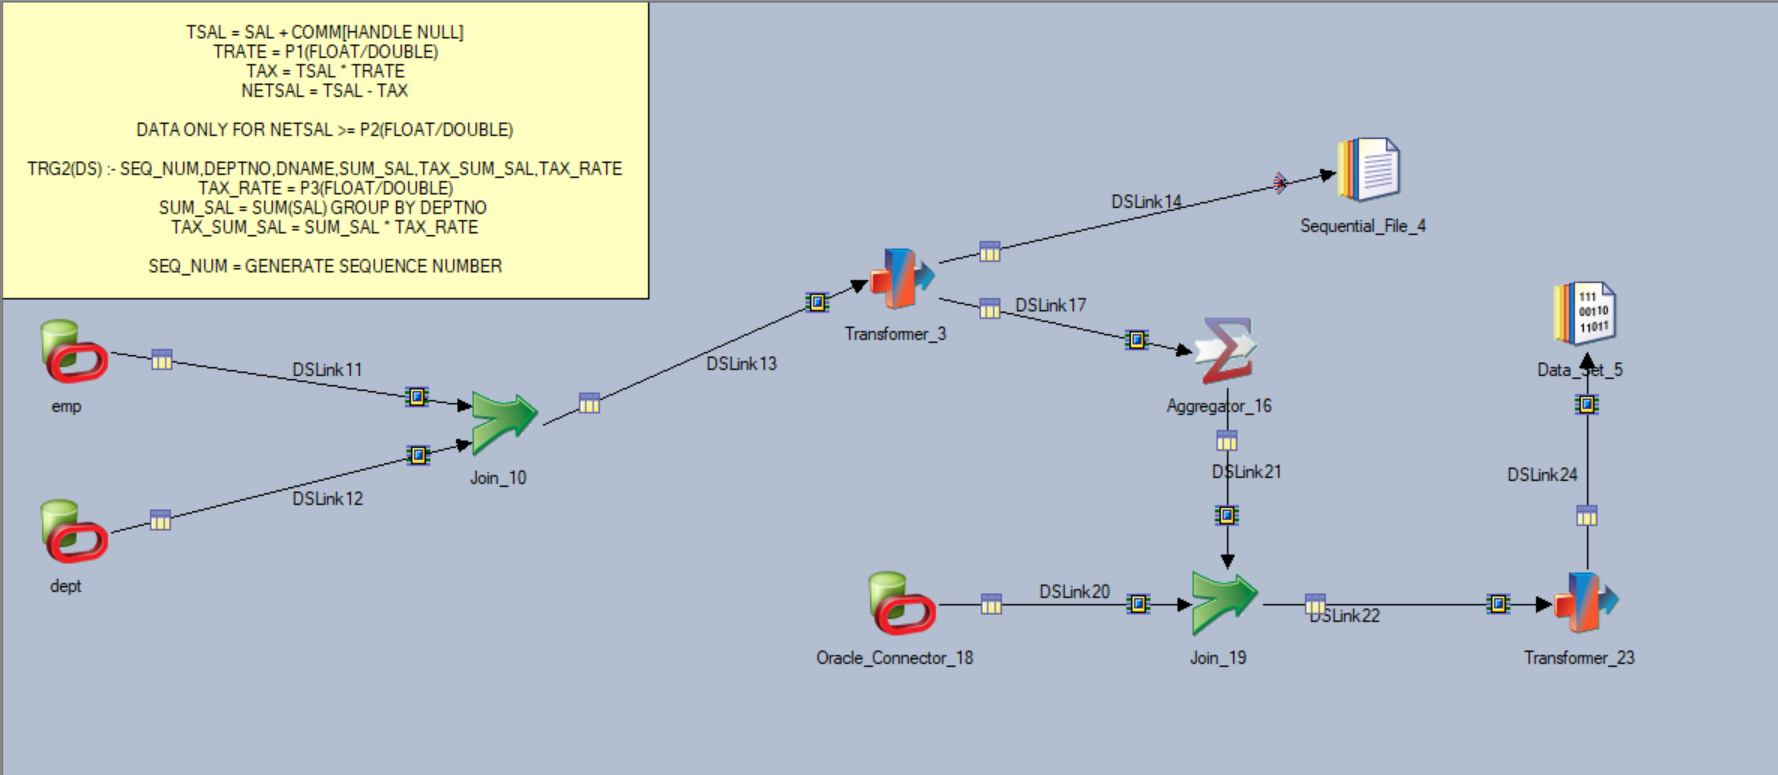 TSAL = SAL + COMM[HANDLE NULL]
TRATE = P1(FLOAT/DOUBLE)
TAX = TSAL * TRATE
NETSAL = TSAL - TAX
DATA ONLY FOR NETSAL >= P2(FLOAT/DOUBLE)
TRG2(DS) :- SEQ_NUM,DEPTNO,DNAME,SUM_SAL,TAX_SUM_SAL,TAX_RATE
TAX_RATE = P3(FLOAT/DOUBLE)
SUM_SAL = SUM(SAL) GROUP BY DEPTNO
TAX_SUM_SAL = SUM_SAL * TAX_RATE
SEQ_NUM = GENERATE SEQUENCE NUMBER
DSLink14
Sequential_File_4
DSLink17
Transformer_3
111
00110
11011
DSLink13
DSLink11
Data_Set_5
emp
Aggregator_16
Join_10
DSLink21
DSLink24
DSLink12
dept
DSLink20
DSLink22
Oracle_Connector_18
Join_19
Transformer_23